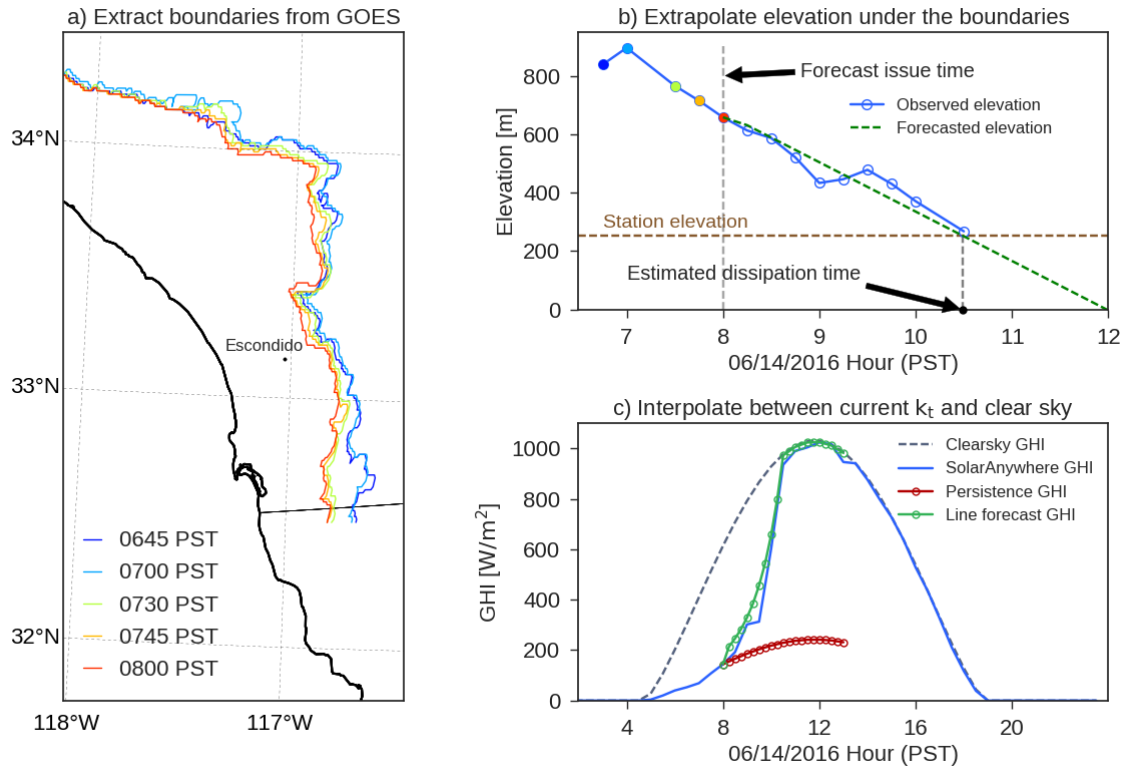 a) Extract boundaries from GOES
34°N
33°N
32°N
118°W
117°W
Escondido
0645 PST
0700 PST
0730 PST
0745 PST
0800 PST
b) Extrapolate elevation under the boundaries
Elevation [m]
800
600
400
200
0
Forecast issue time
Observed elevation
Forecasted elevation
Station elevation
Estimated dissipation time
7 8 9 10 11 12
06/14/2016 Hour (PST)
c) Interpolate between current kt and clear sky
GHI [W/m²]
1000
800
600
400
200
0
Clearsky GHI
SolarAnywhere GHI
Persistence GHI
Line forecast GHI
4 8 12 16 20
06/14/2016 Hour (PST)